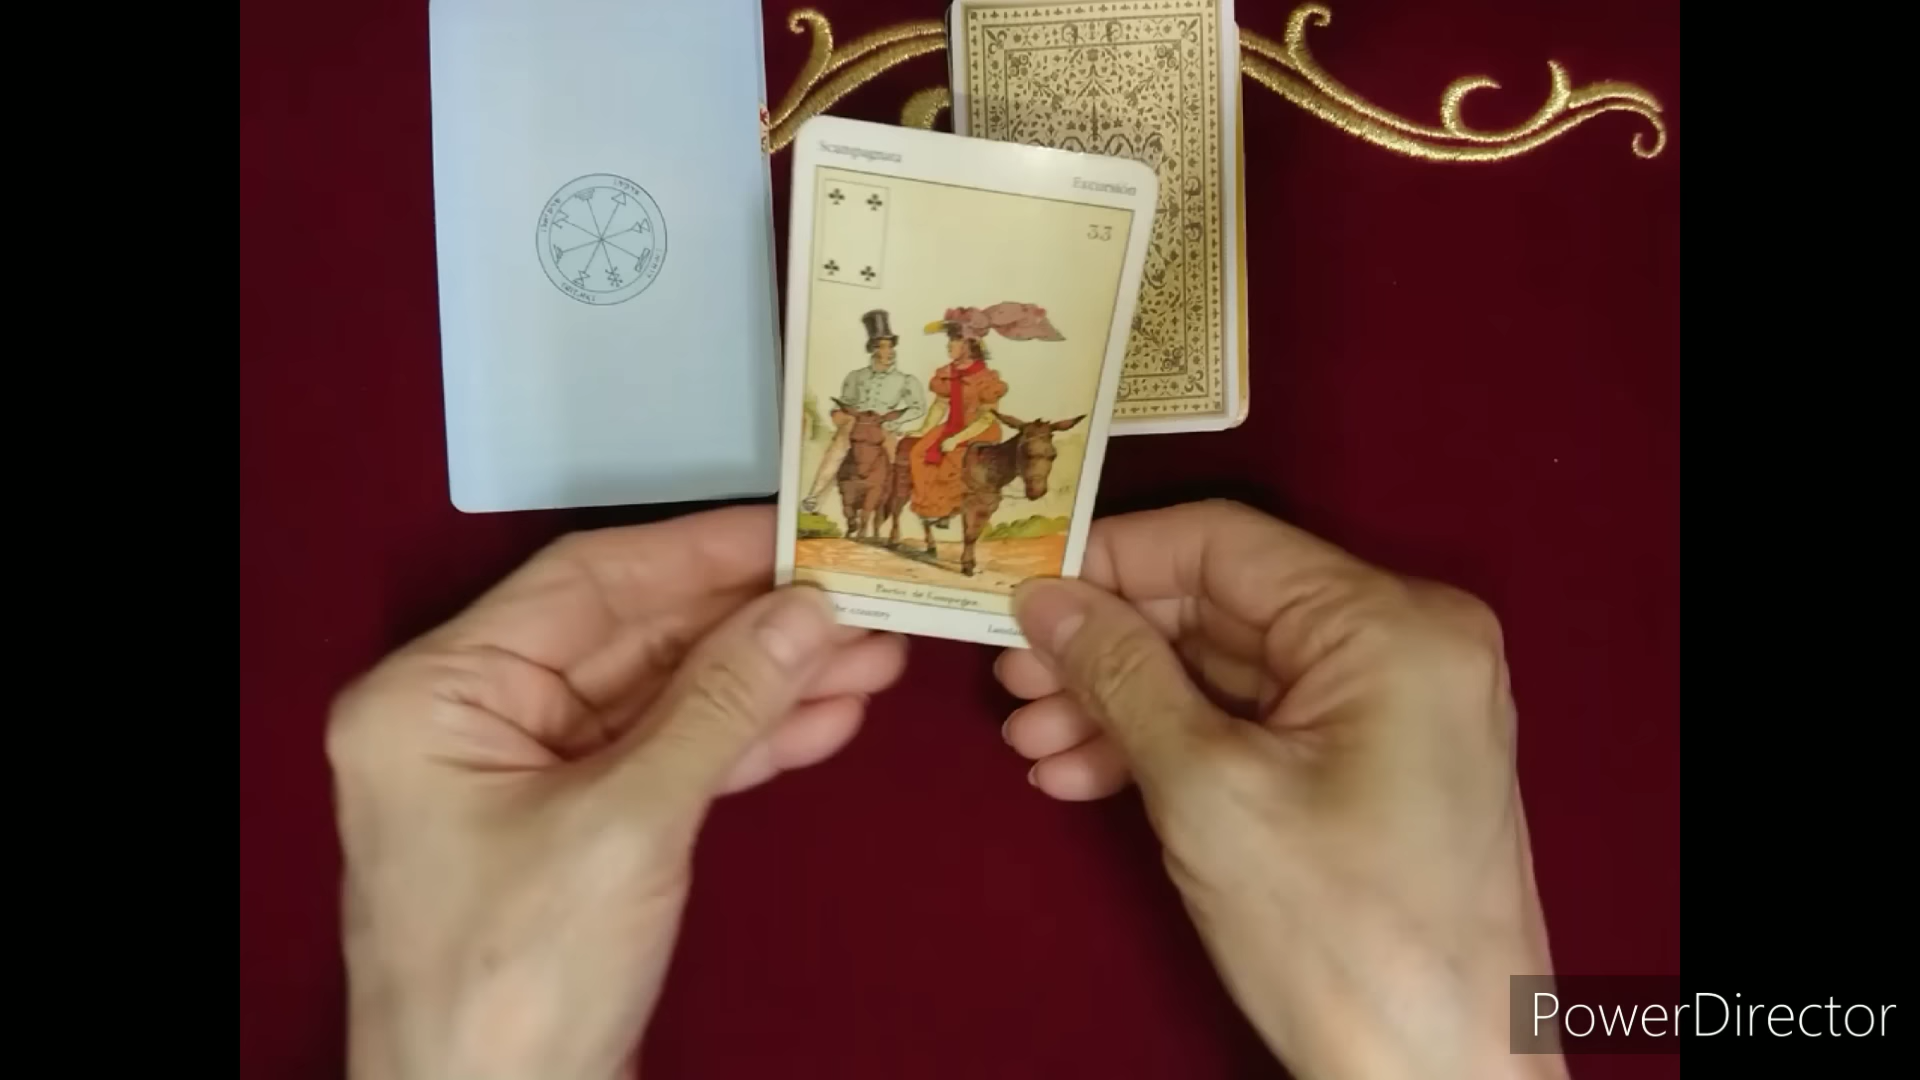 Scampagnata
Excursión
33
Partie de Campagne
the country
PowerDirector